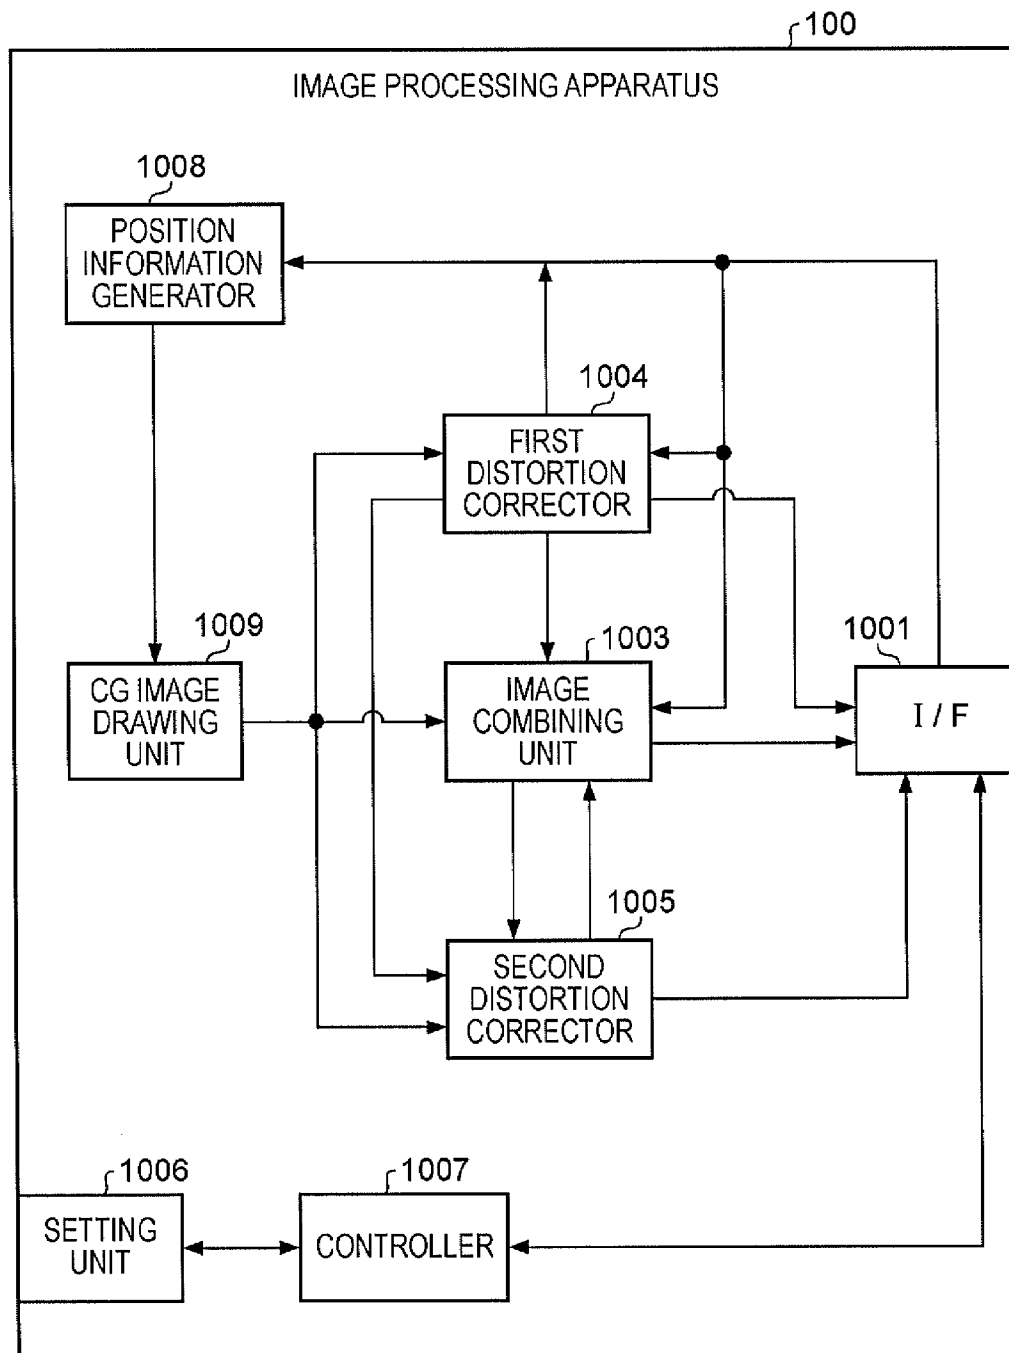 100
IMAGE PROCESSING APPARATUS
1008
POSITION
INFORMATION
GENERATOR
1004
FIRST
DISTORTION
CORRECTOR
1009
CG IMAGE
DRAWING
UNIT
1003
IMAGE
COMBINING
UNIT
1001
I / F
1005
SECOND
DISTORTION
CORRECTOR
1006
SETTING
UNIT
1007
CONTROLLER